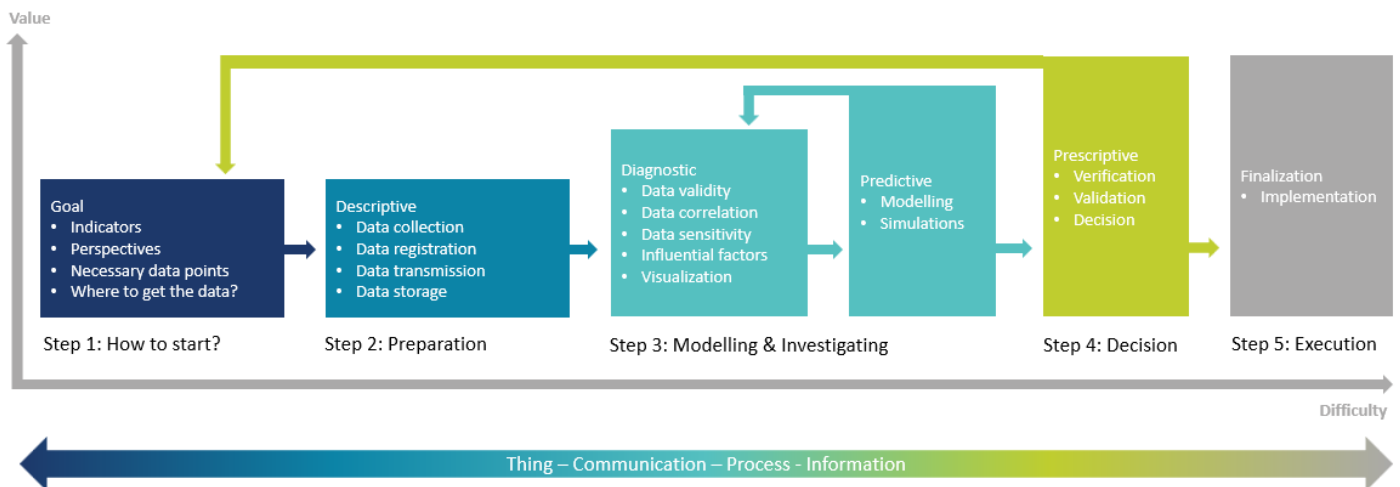 Value
Goal
• Indicators
• Perspectives
• Necessary data points
• Where to get the data?
Step 1: How to start?
Descriptive
• Data collection
• Data registration
• Data transmission
• Data storage
Step 2: Preparation
Diagnostic
• Data validity
• Data correlation
• Data sensitivity
• Influential factors
• Visualization
Predictive
• Modelling
• Simulations
Step 3: Modelling & Investigating
Prescriptive
• Verification
• Validation
• Decision
Step 4: Decision
Finalization
• Implementation
Step 5: Execution
Difficulty
Thing – Communication – Process - Information